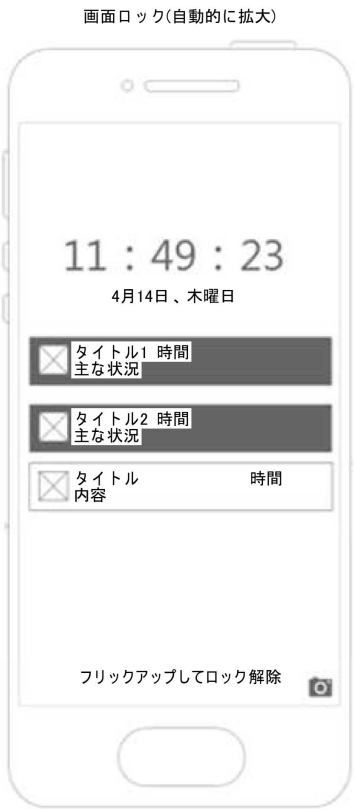 画面ロック(自動的に拡大)
11：49：23
4月14日、木曜日
タイトル1 時間
主な状況
タイトル2 時間
主な状況
タイトル 時間
内容
フリックアップしてロック解除